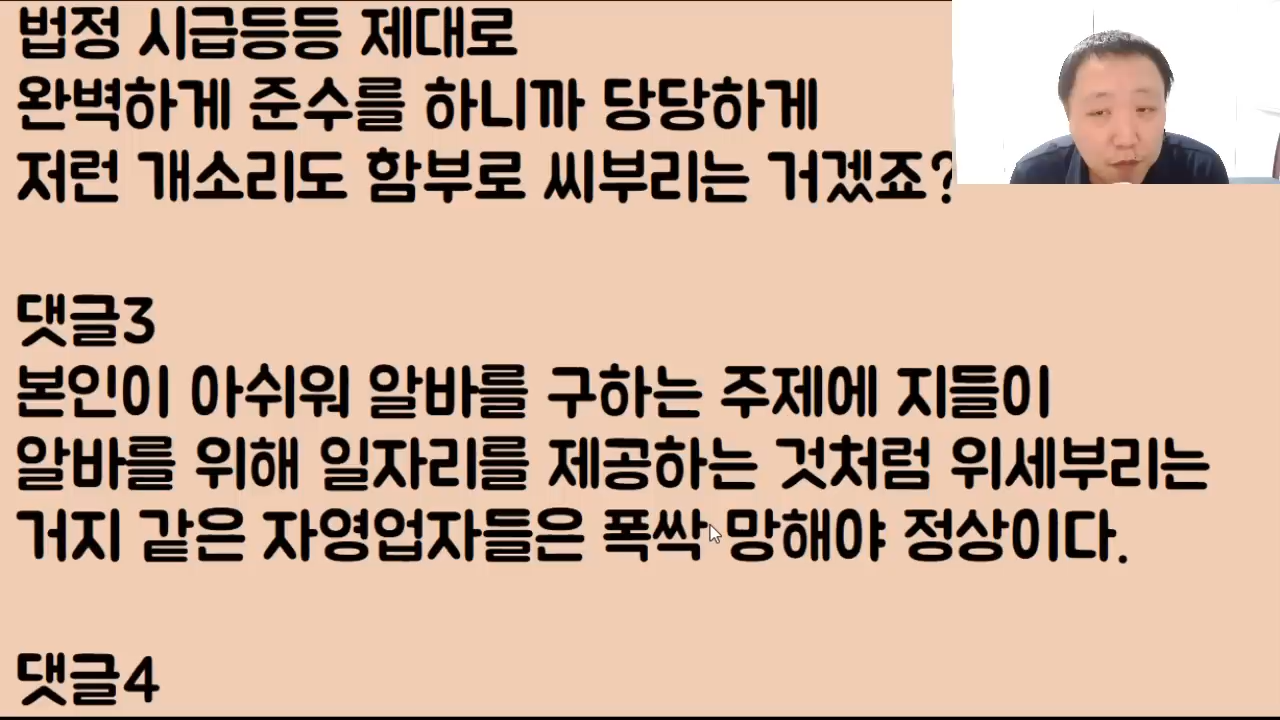 법정 시급등등 제대로
완벽하게 준수를 하니까 당당하게
저런 개소리도 함부로 씨부리는 거겠죠?
댓글3
본인이 아쉬워 알바를 구하는 주제에 지들이
알바를 위해 일자리를 제공하는 것처럼 위세부리는
거지 같은 자영업자들은 폭싹 망해야 정상이다.
댓글4